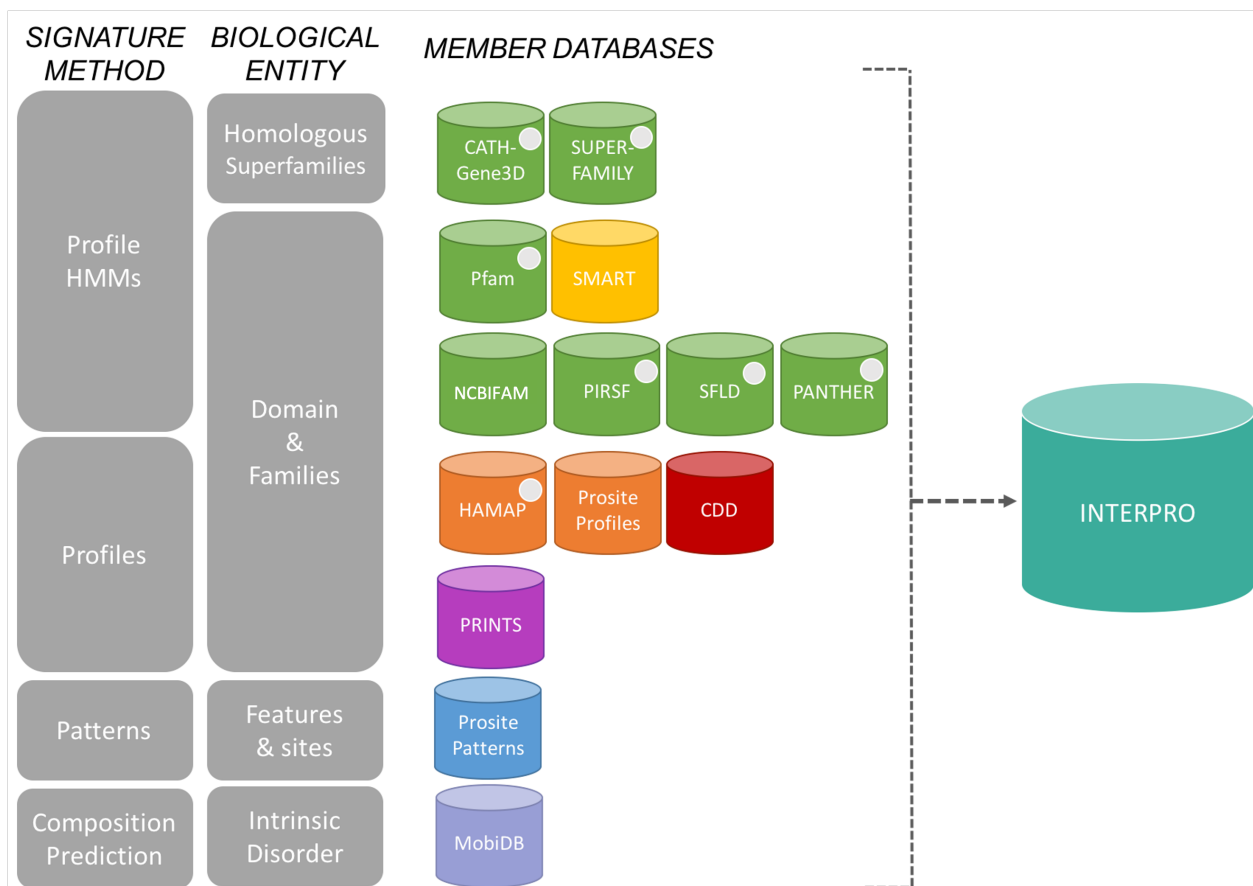 SIGNATURE
METHOD
BIOLOGICAL
ENTITY
MEMBER DATABASES
Homologous
Superfamilies
CATH-
Gene3D
SUPER-
FAMILY
Profile
HMMs
Pfam
SMART
NCBIFAM
PIRSF
SFLD
PANTHER
Domain
&
Families
HAMAP
Prosite
Profiles
CDD
INTERPRO
Profiles
PRINTS
Patterns
Features
& sites
Prosite
Patterns
Composition
Prediction
Intrinsic
Disorder
MobiDB